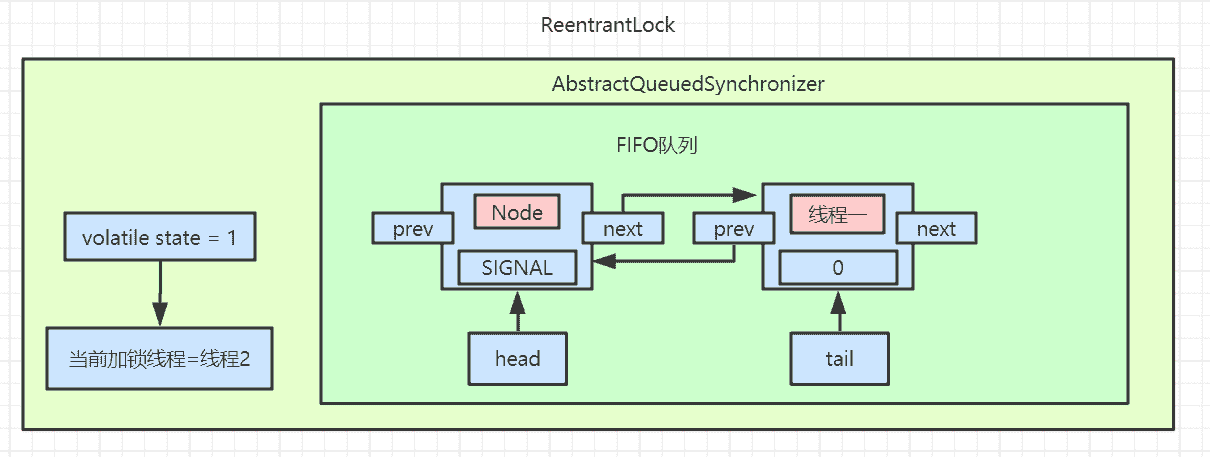 ReentrantLock
AbstractQueuedSynchronizer
FIFO队列
Node
线程一
prev
next
prev
next
volatile state = 1
SIGNAL
0
当前加锁线程=线程2
head
tail